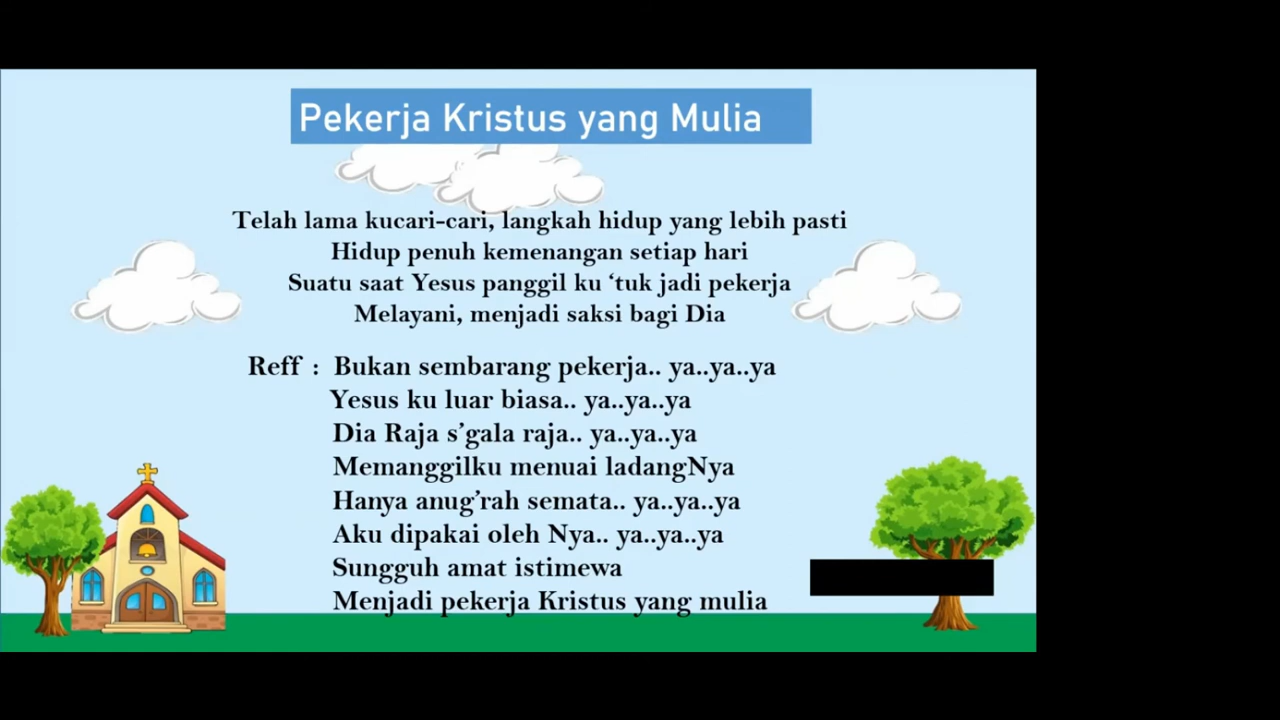 Pekerja Kristus yang Mulia
Telah lama kucari-cari, langkah hidup yang lebih pasti
Hidup penuh kemenangan setiap hari
Suatu saat Yesus panggil ku ‘tuk jadi pekerja
Melayani, menjadi saksi bagi Dia
Reff : Bukan sembarang pekerja.. ya..ya..ya
Yesus ku luar biasa.. ya..ya..ya
Dia Raja s’gala raja.. ya..ya..ya
Memanggilku menuai ladangNya
Hanya anug’rah semata.. ya..ya..ya
Aku dipakai oleh Nya.. ya..ya..ya
Sungguh amat istimewa
Menjadi pekerja Kristus yang mulia